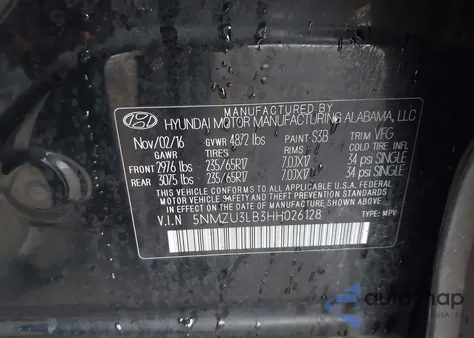 MANUFACTURED BY
HYUNDAI MOTOR MANUFACTURING ALABAMA, LLC
Nov/02/16 GVWR 4872 lbs PAINT: S3B TRIM VFG
GAWR TIRES RIMS COLD TIRE INFL.
FRONT 2976 lbs 235/65R17 7.0JX17 34 psi SINGLE
REAR 3075 lbs 235/65R17 7.0JX17 34 psi SINGLE
THIS VEHICLE CONFORMS TO ALL APPLICABLE U.S. FEDERAL MOTOR VEHICLE
AND THEFT PREVENTION STANDARDS IN EFFECT ON THE DATE OF MANUFACTURE SHOWN ABOVE.
V.I.N 5NMZU3LB3HH026128 TYPE: MPV